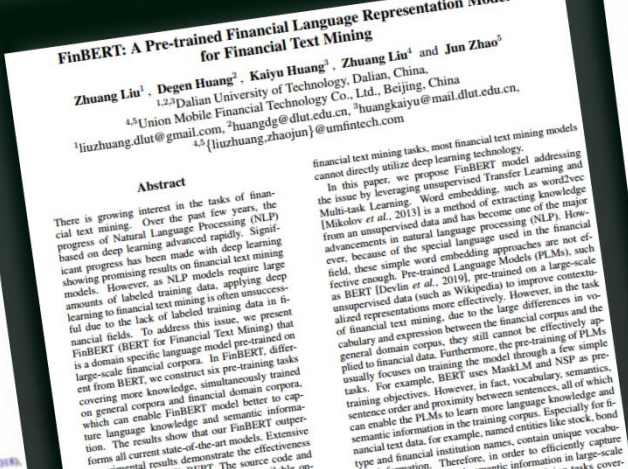 FinBERT: A Pre-trained Financial Language Representation
for Financial Text Mining
Zhuang Liu¹ , Degen Huang² , Kaiyu Huang³ , Zhuang Liu⁴ and Jun Zhao⁵
1,2,3Dalian University of Technology, Dalian, China,
4,5Union Mobile Financial Technology Co., Ltd., Beijing, China
¹liuzhuang.dlut@gmail.com, ²huangdg@dlut.edu.cn, ³huangkaiyu@mail.dlut.edu.cn,
4,5{liuzhuang,zhaojun}@umfintech.com
Abstract
There is growing interest in the tasks of finan-
cial text mining. Over the past few years, the
progress of Natural Language Processing (NLP)
based on deep learning advanced rapidly. Signif-
icant progress has been made with deep learning
showing promising results on financial text mining
models. However, as NLP models require large
amounts of labeled training data, applying deep
learning to financial text mining is often unsuccess-
ful due to the lack of labeled training data in fi-
nancial fields. To address this issue, we present
FinBERT (BERT for Financial Text Mining) that
is a domain specific language model pre-trained on
large-scale financial corpora. In FinBERT, differ-
ent from BERT, we construct six pre-training tasks
covering more knowledge, simultaneously trained
on general corpora and financial domain corpora,
which can enable FinBERT model better to cap-
ture language knowledge and semantic informa-
tion. The results show that our FinBERT outper-
forms all current state-of-the-art models. Extensive
results demonstrate the effectiveness
BERT. The source code and
financial text mining tasks, most financial text mining models
cannot directly utilize deep learning technology.
In this paper, we propose FinBERT model addressing
the issue by leveraging unsupervised Transfer Learning and
Multi-task Learning. Word embedding, such as word2vec
[Mikolov et al., 2013] is a method of extracting knowledge
from an unsupervised data and has become one of the major
advancements in natural language processing (NLP). How-
ever, because of the special language used in the financial
field, these simple word embedding approaches are not ef-
fective enough. Pre-trained Language Models (PLMs), such
as BERT [Devlin et al., 2019], pre-trained on a large-scale
unsupervised data (such as Wikipedia) to improve contextu-
alized representations more effectively. However, in the task
of financial text mining, due to the large differences in vo-
cabulary and expression between the financial corpus and the
general domain corpus, they still cannot be effectively ap-
plied to financial data. Furthermore, the pre-training of PLMs
usually focuses on training the model through a few simple
tasks. For example, BERT uses MaskLM and NSP as pre-
training objectives. However, in fact, vocabulary, semantics,
sentence order and proximity between sentences, all of which
can enable the PLMs to learn more language knowledge and
semantic information in the training corpus. Especially for fi-
nancial text data, for example, named entities like stock, bond
type and financial institution names, contain unique vocabu-
Therefore, in order to efficiently capture
semantic information in large-scale
tasks cover-